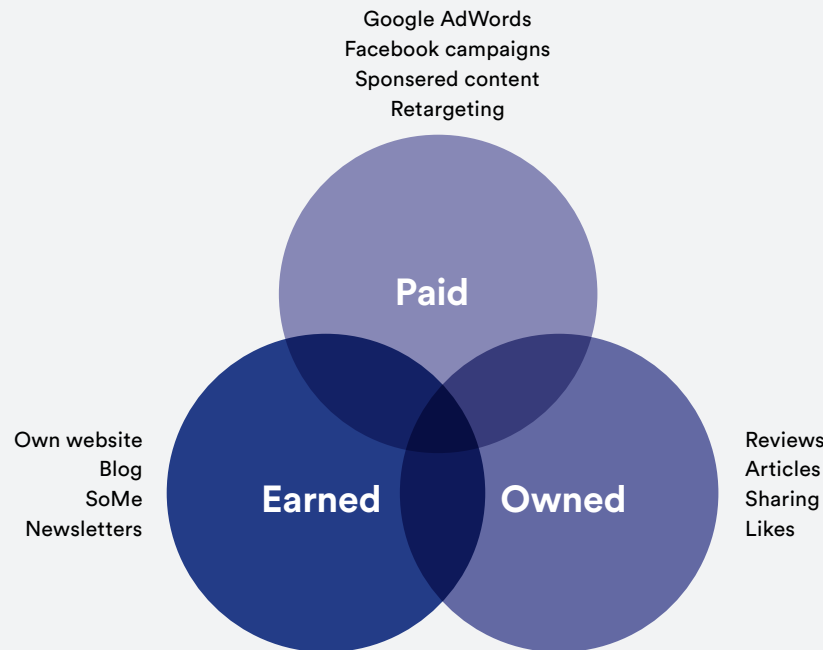 Google AdWords
Facebook campaigns
Sponsered content
Retargeting
Paid
Own website
Blog
SoMe
Newsletters
Earned
Owned
Reviews
Articles
Sharing
Likes